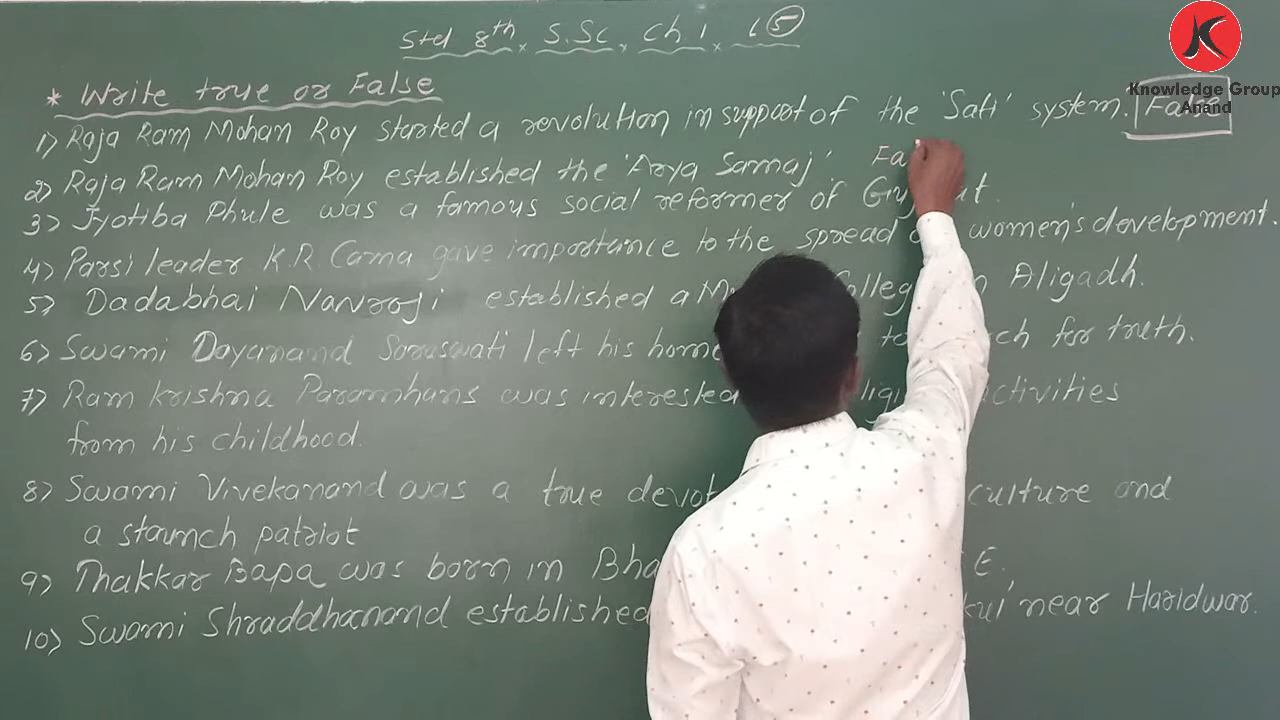 Std 8th x S.Sc x Ch. 1 x L5
Knowledge Group
Anand
* Write true or False
1) Raja Ram Mohan Roy started a revolution in support of the 'Sati' system. False
2) Raja Ram Mohan Roy established the 'Arya Samaj'. Fa
3) Jyotiba Phule was a famous social reformer of
4) Parsi leader K.R. Cama gave importance to the spread women's development.
5) Dadabhai Navroji established a Aligadh.
6) Swami Dayanand Saraswati left his home for truth.
7) Ram krishna Paramhans was interested activities
from his childhood.
8) Swami Vivekanand was a true culture and
a staunch patriot
9) Thakkar Bapa was born in E.
10) Swami Shraddhanand established near Haridwar.